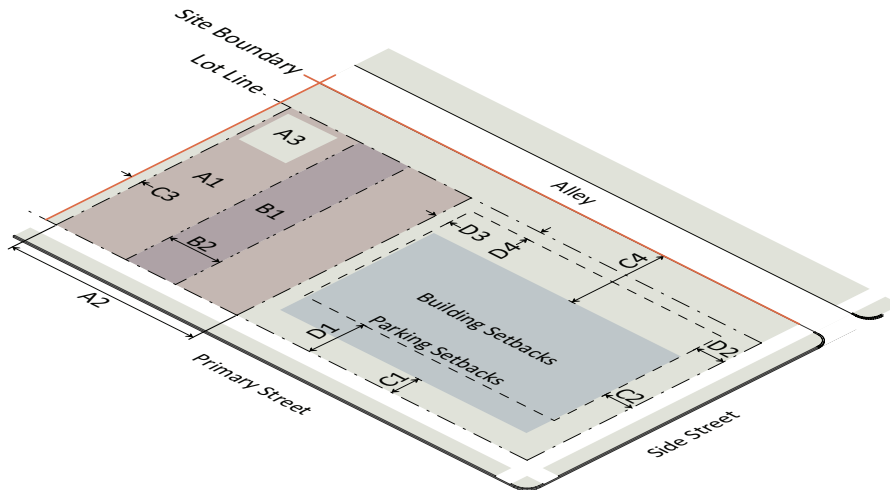 Site Boundary
Lot Line
A3
A1
C3
B1
B2
A2
Alley
D3
D4
C4
Building Setbacks
Parking Setbacks
D1
D2
C1
C2
Primary Street
Side Street